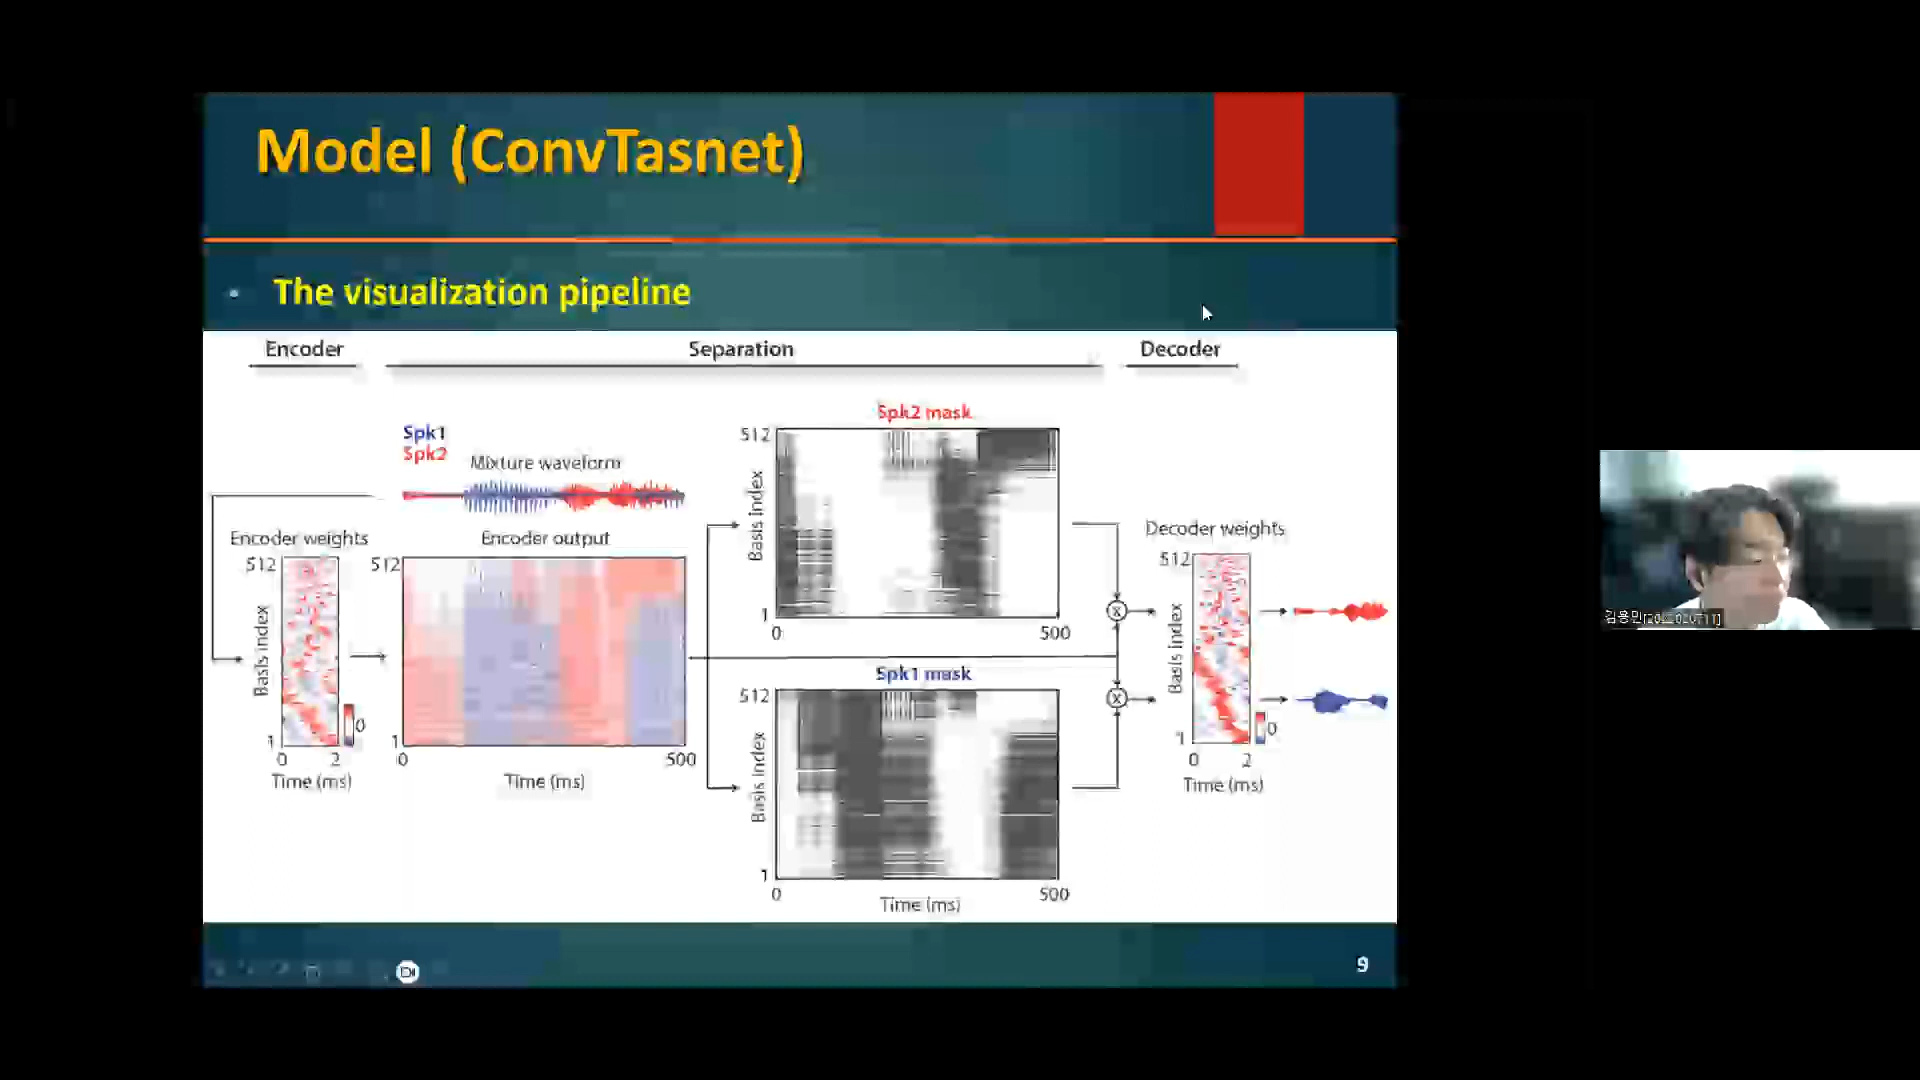 Model (ConvTasnet)
• The visualization pipeline
Encoder
Separation
Decoder
Spk1
Spk2
Mixture waveform
Encoder weights
512
Basis index
1
0
0 2
Time (ms)
Encoder output
512
1
0 500
Time (ms)
Spk2 mask
512
Basis index
1
0 500
Spk1 mask
512
Basis index
1
0 500
Time (ms)
x
x
Decoder weights
512
Basis index
1
0
0 2
Time (ms)
9